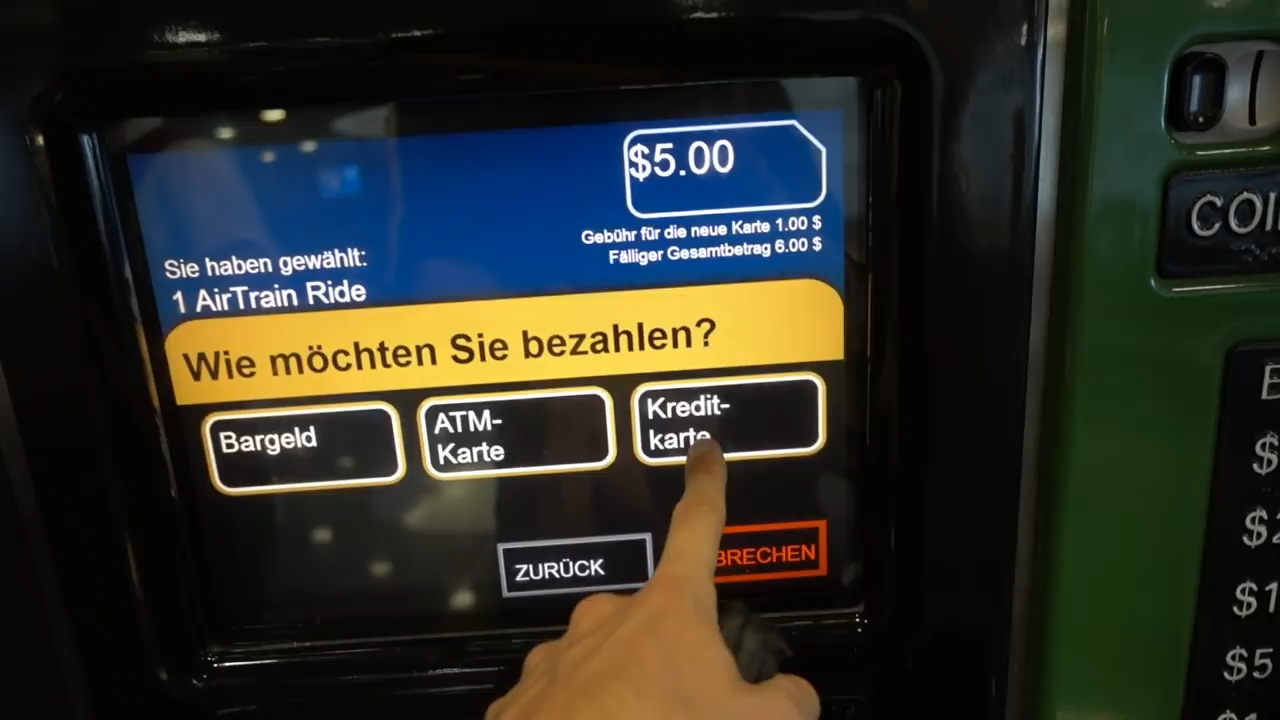 $5.00
Gebühr für die neue Karte 1.00 $
Fälliger Gesamtbetrag 6.00 $
Sie haben gewählt:
1 AirTrain Ride
Wie möchten Sie bezahlen?
Bargeld
ATM-
Karte
Kredit-
karte
ZURÜCK